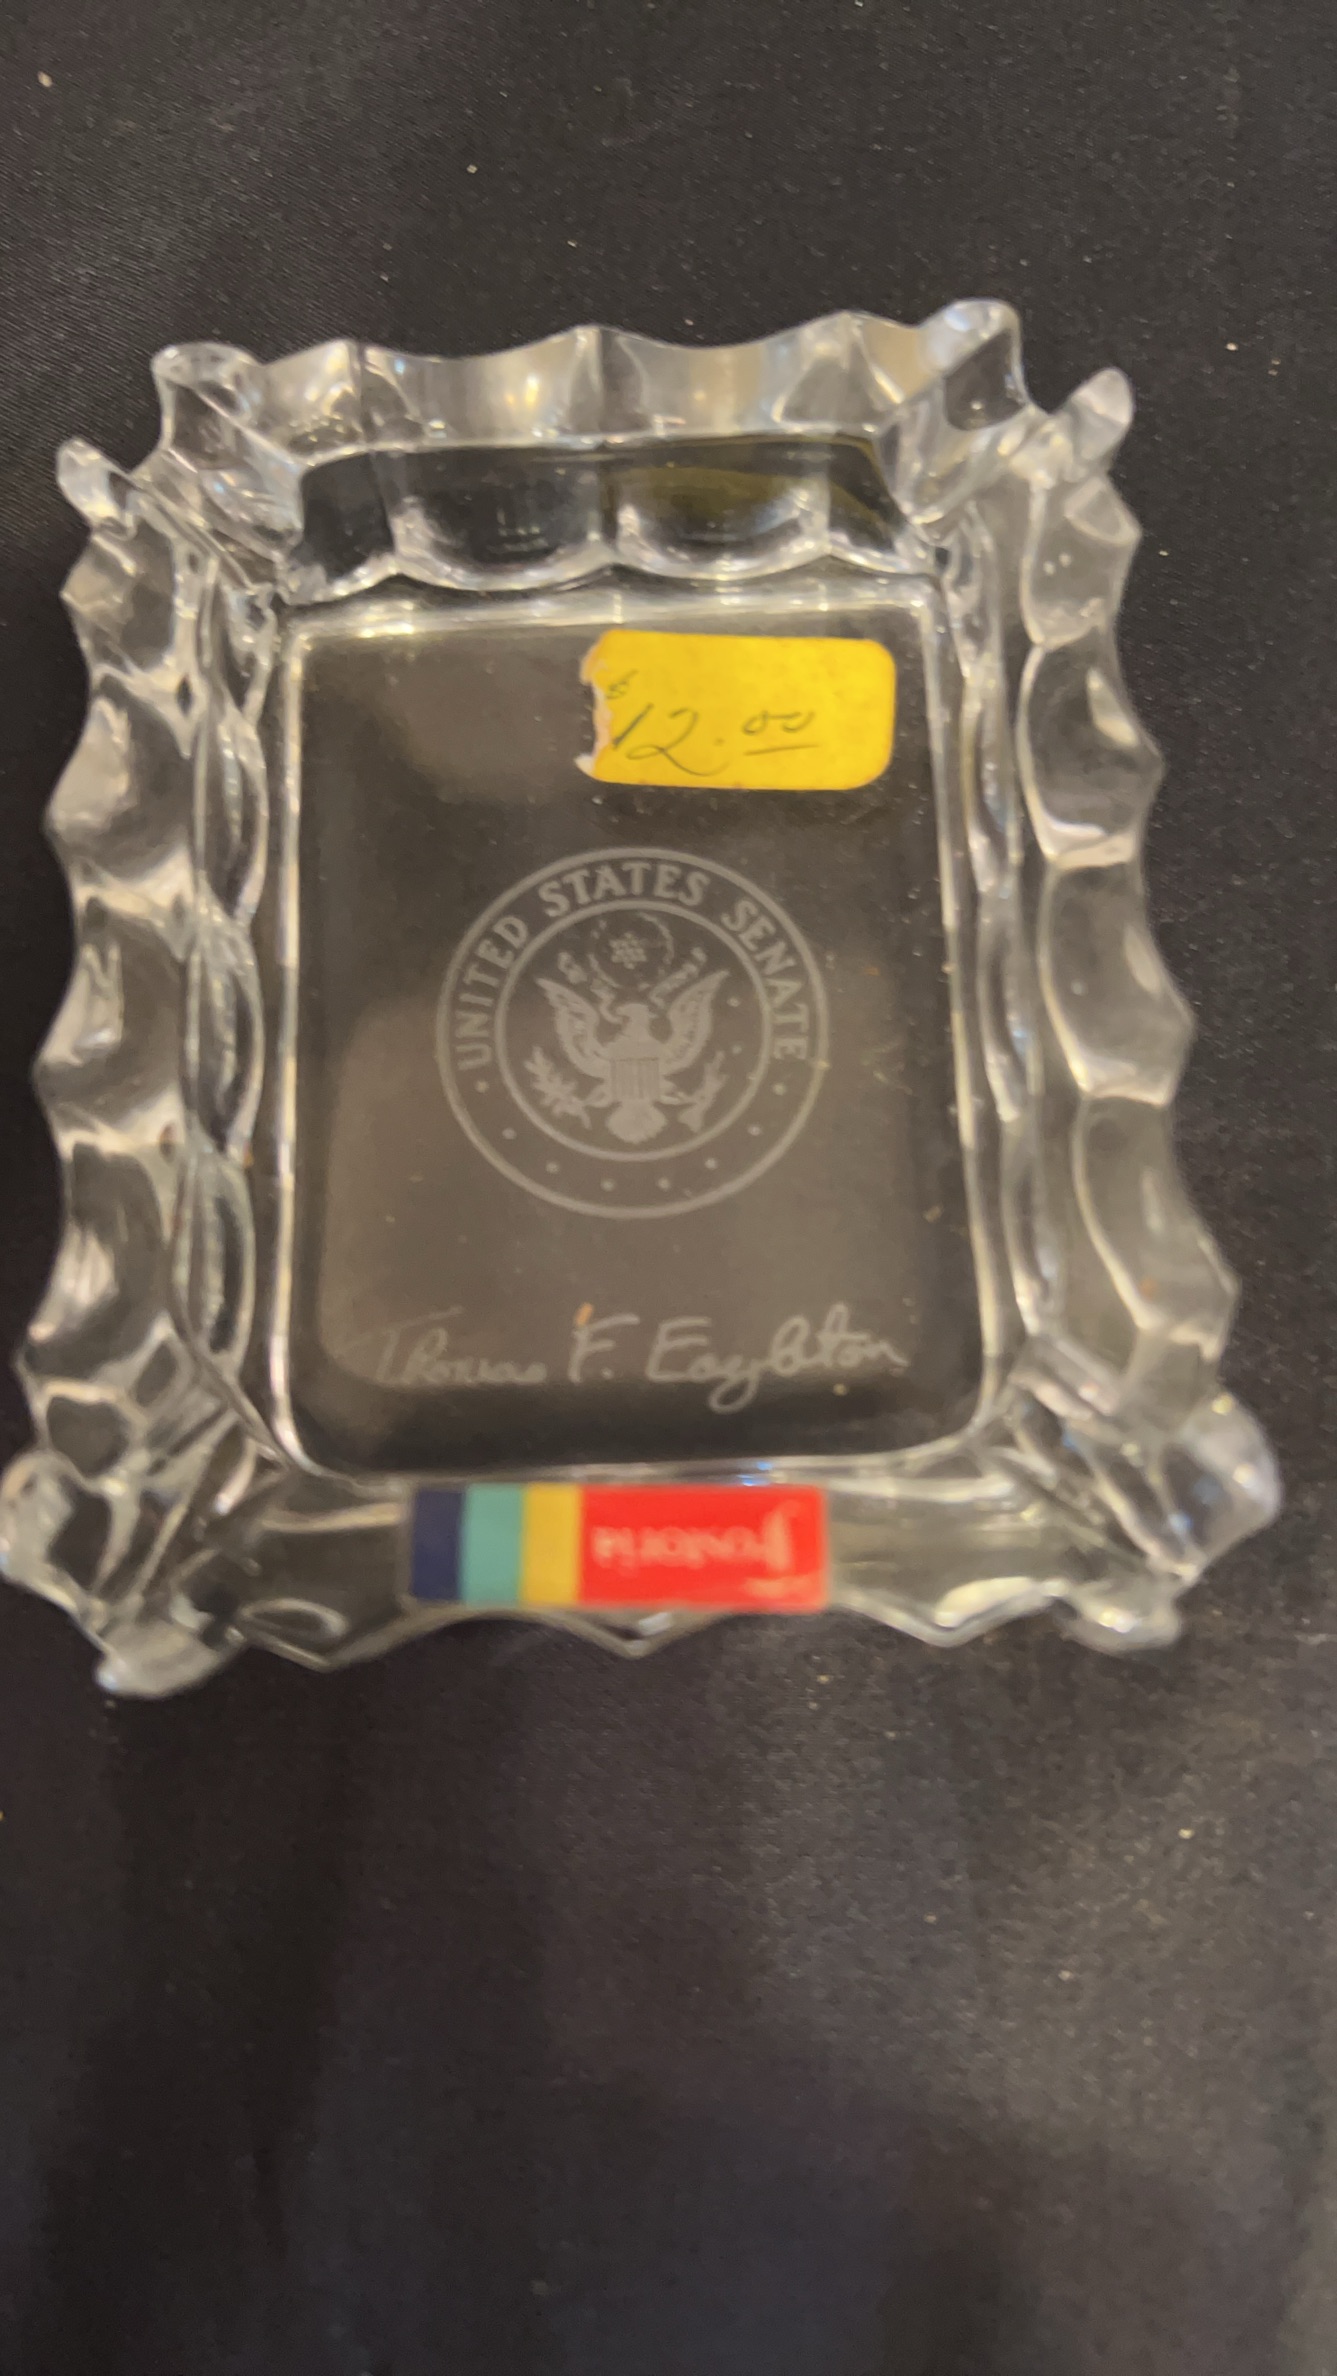 $12.00
UNITED STATES SENATE
Thomas F. Eagleton
Fostoria